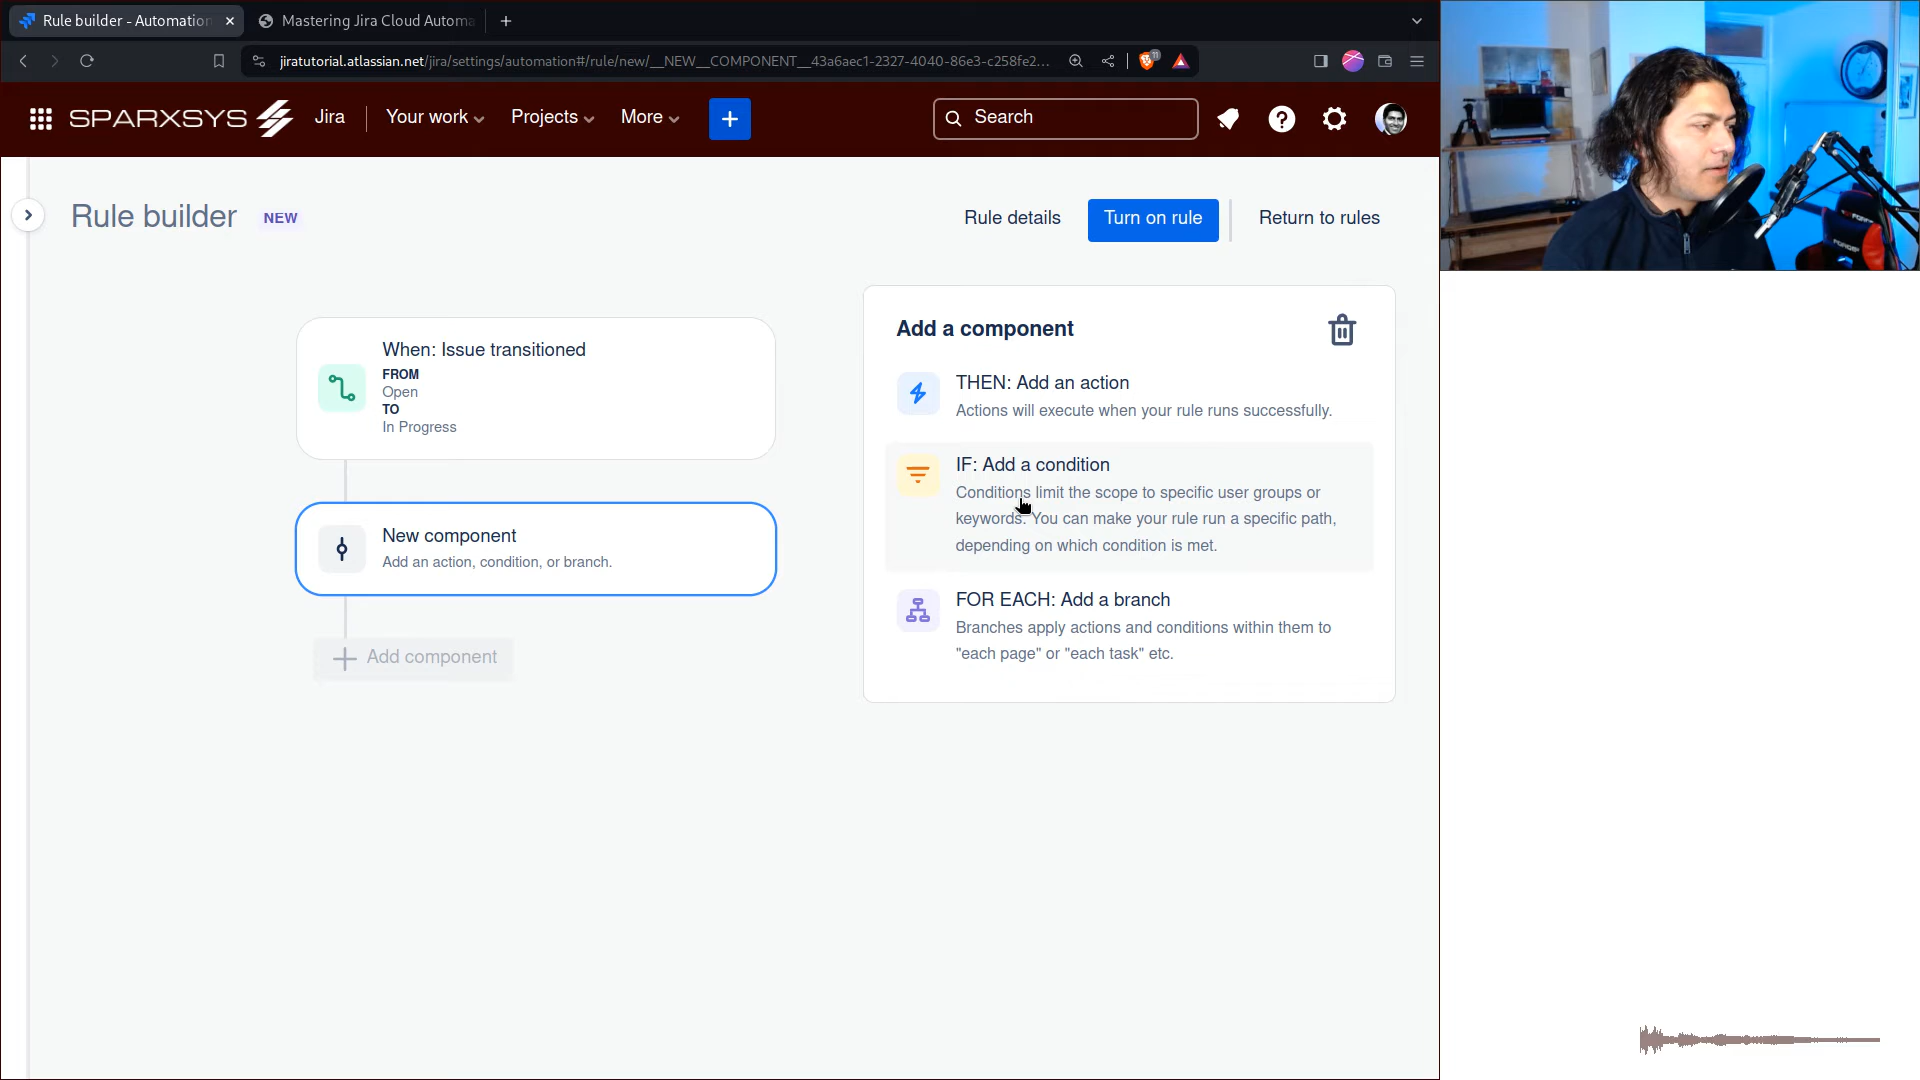 Rule builder - Automation
Mastering Jira Cloud Automa
jiratutorial.atlassian.net/jira/settings/automation#/rule/new/__NEW__COMPONENT__43a6aec1-2327-4040-86e3-c258fe2...
11
SPARXSYS
Jira
Your work
Projects
More
Search
Rule builder
NEW
Rule details
Turn on rule
Return to rules
When: Issue transitioned
FROM
Open
TO
In Progress
New component
Add an action, condition, or branch.
Add component
Add a component
THEN: Add an action
Actions will execute when your rule runs successfully.
IF: Add a condition
Conditions limit the scope to specific user groups or
keywords. You can make your rule run a specific path,
depending on which condition is met.
FOR EACH: Add a branch
Branches apply actions and conditions within them to
"each page" or "each task" etc.